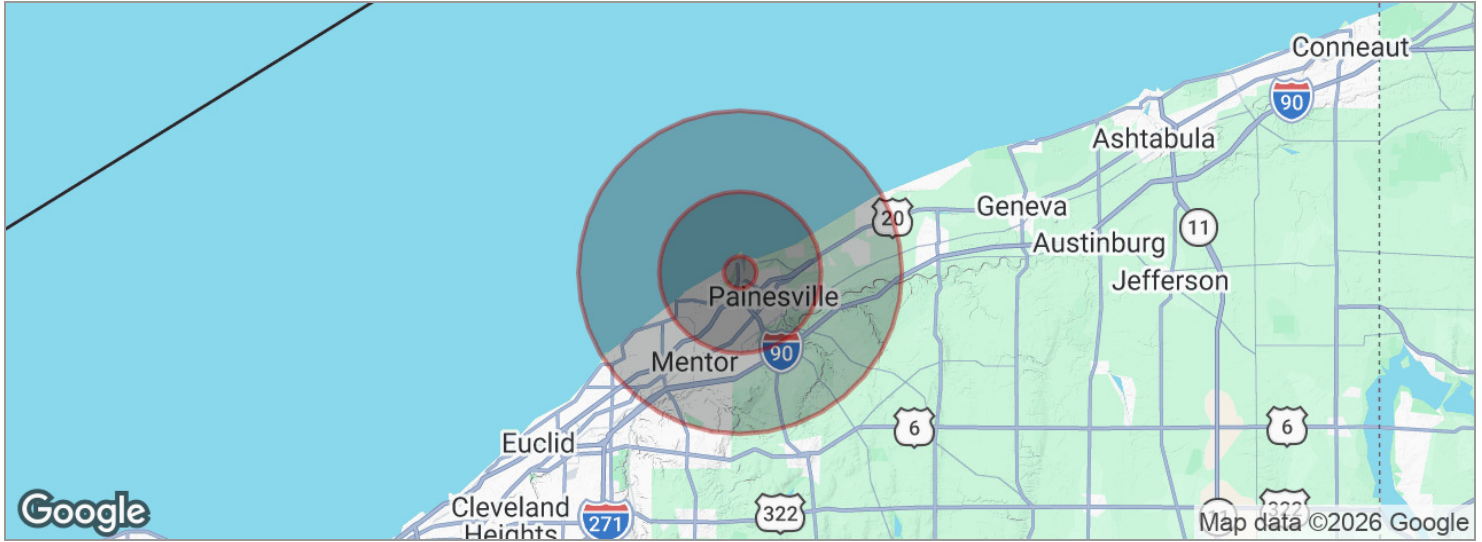 Conneaut
90
Ashtabula
Geneva
20
11
Austinburg
Jefferson
Painesville
90
Mentor
6
6
Euclid
Cleveland
Heights
271
322
322
11
Google
Map data ©2026 Google